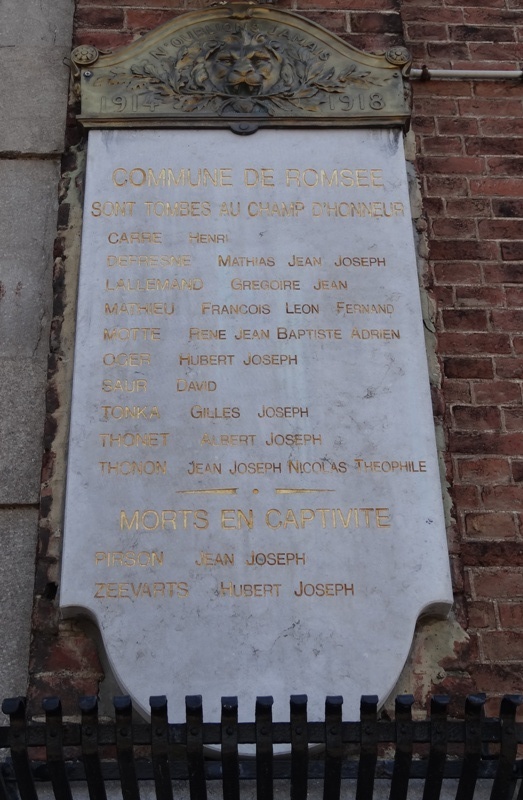 1914 1918
COMMUNE DE ROMSEE
SONT TOMBES AU CHAMP D'HONNEUR
CARRE HENRI
DEFRESNE MATHIAS JEAN JOSEPH
LALLEMAND GREGOIRE JEAN
MATHIEU FRANCOIS LEON FERNAND
MOTTE RENE JEAN BAPTISTE ADRIEN
OGER HUBERT JOSEPH
SAUR DAVID
TONKA GILLES JOSEPH
THONET ALBERT JOSEPH
THONON JEAN JOSEPH NICOLAS THEOPHILE
MORTS EN CAPTIVITE
PIRSON JEAN JOSEPH
ZEEVARTS HUBERT JOSEPH